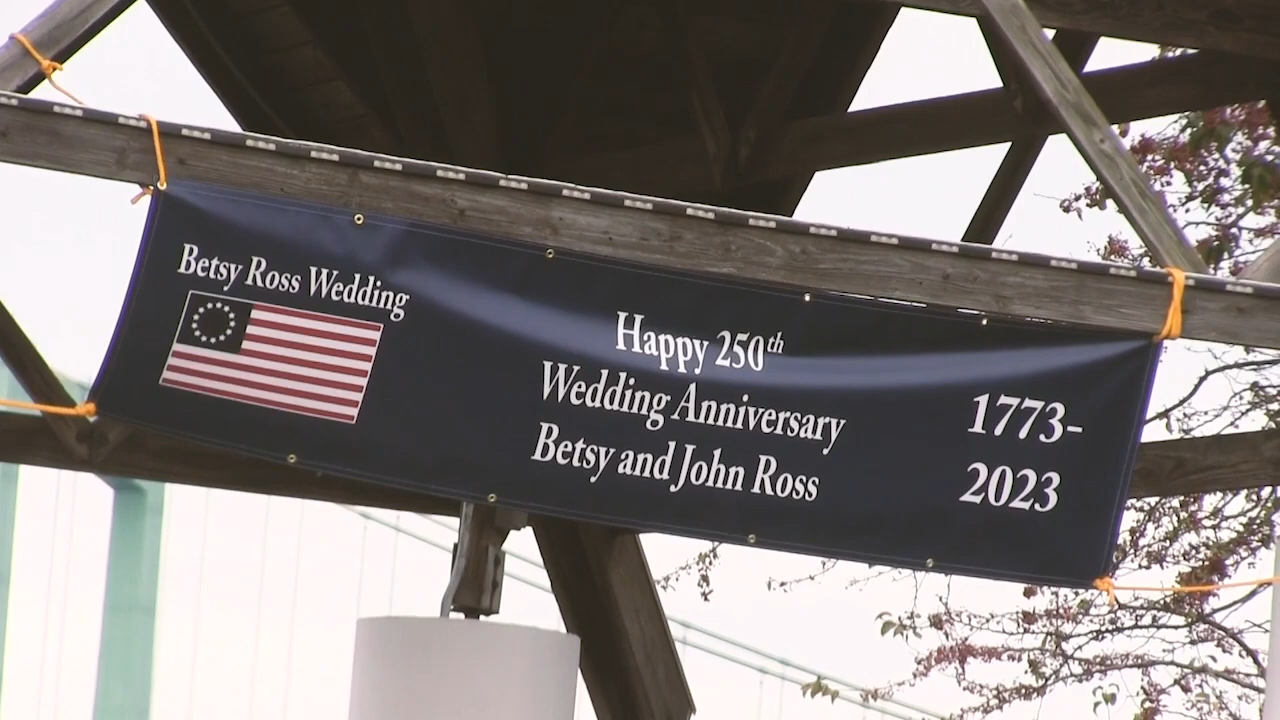 Betsy Ross Wedding
Happy 250th
Wedding Anniversary
Betsy and John Ross
1773-
2023